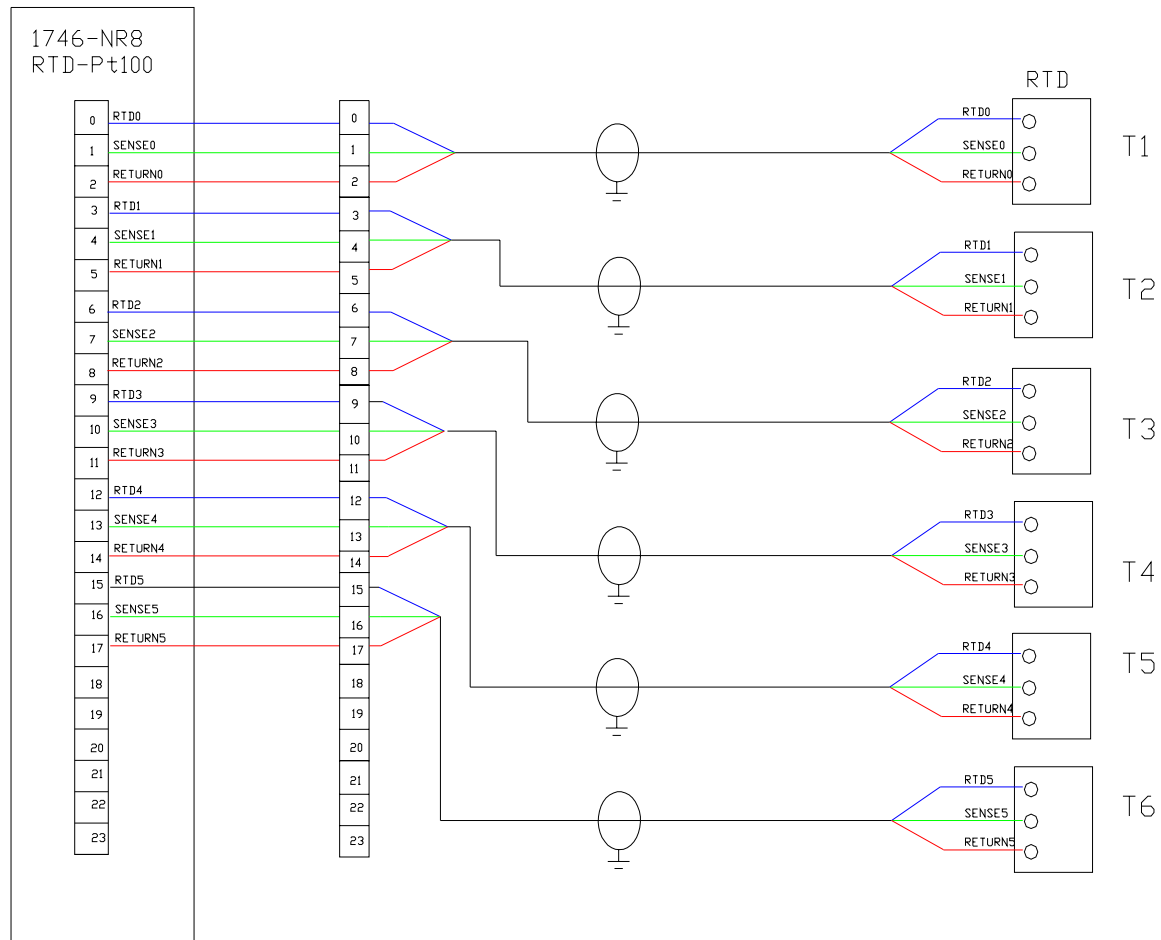 1746-NR8
RTD-Pt100
RTD
0 RTD0 0 RTD0
1 SENSE0 1 SENSE0 T1
2 RETURN0 2 RETURN0
3 RTD1 3 RTD1
4 SENSE1 4 SENSE1 T2
5 RETURN1 5 RETURN1
6 RTD2 6 RTD2
7 SENSE2 7 SENSE2 T3
8 RETURN2 8 RETURN2
9 RTD3 9 RTD3
10 SENSE3 10 SENSE3 T4
11 RETURN3 11 RETURN3
12 RTD4 12 RTD4
13 SENSE4 13 SENSE4 T5
14 RETURN4 14 RETURN4
15 RTD5 15 RTD5
16 SENSE5 16 SENSE5 T6
17 RETURN5 17 RETURN5
18 18
19 19
20 20
21 21
22 22
23 23